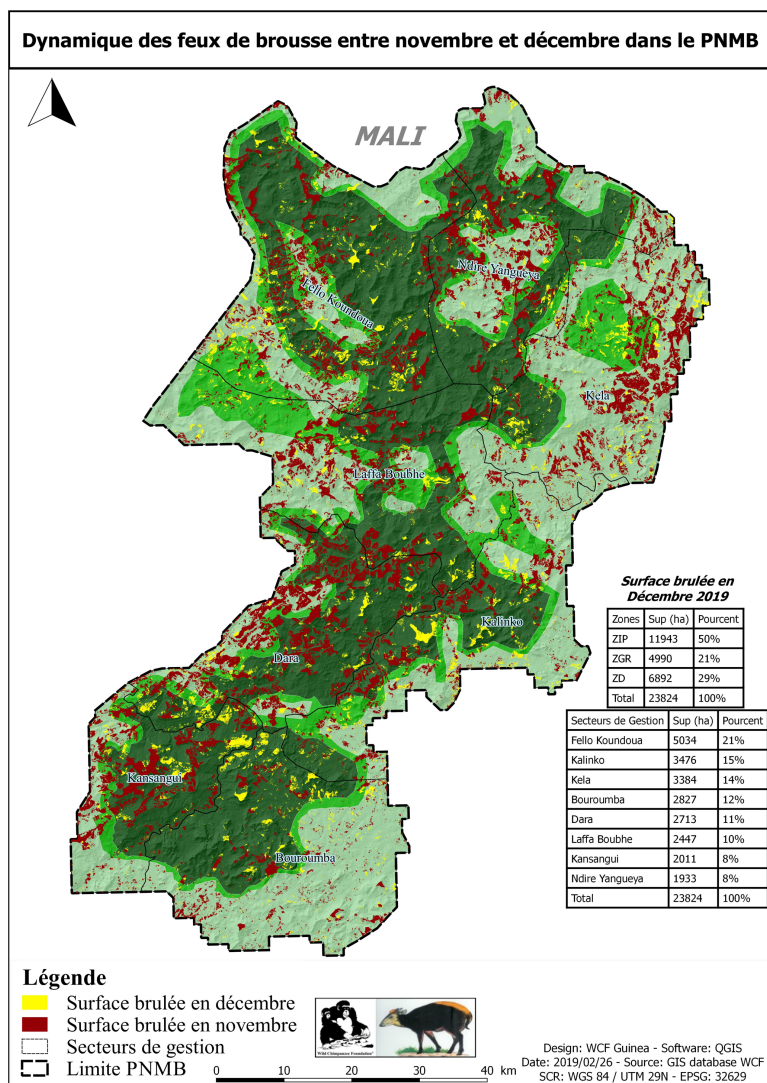 Dynamique des feux de brousse entre novembre et décembre dans le PNMB
MALI
Ndire Yangueya
Fello Koundoua
Kela
Laffa Boubhe
Kalinko
Dara
Kansangui
Bouroumba
Surface brulée en
Décembre 2019
Zones Sup (ha) Pourcent
ZIP 11943 50%
ZGR 4990 21%
ZD 6892 29%
Total 23824 100%
Secteurs de Gestion Sup (ha) Pourcent
Fello Koundoua 5034 21%
Kalinko 3476 15%
Kela 3384 14%
Bouroumba 2827 12%
Dara 2713 11%
Laffa Boubhe 2447 10%
Kansangui 2011 8%
Ndire Yangueya 1933 8%
Total 23824 100%
Légende
Surface brulée en décembre
Surface brulée en novembre
Secteurs de gestion
Limite PNMB
Wild Chimpanzee Foundation
0 10 20 30 40 km
Design: WCF Guinea - Software: QGIS
Date: 2019/02/26 - Source: GIS database WCF
SCR: WGS 84 / UTM 29N - EPSG: 32629